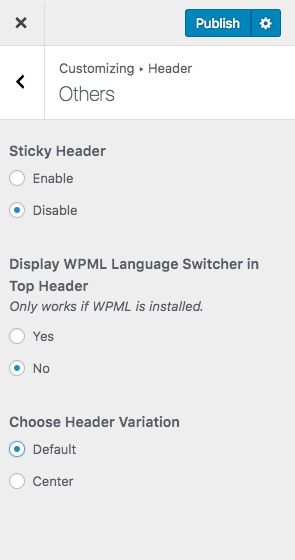 Publish
Customizing ▸ Header
Others
Sticky Header
Enable
Disable
Display WPML Language Switcher in
Top Header
Only works if WPML is installed.
Yes
No
Choose Header Variation
Default
Center